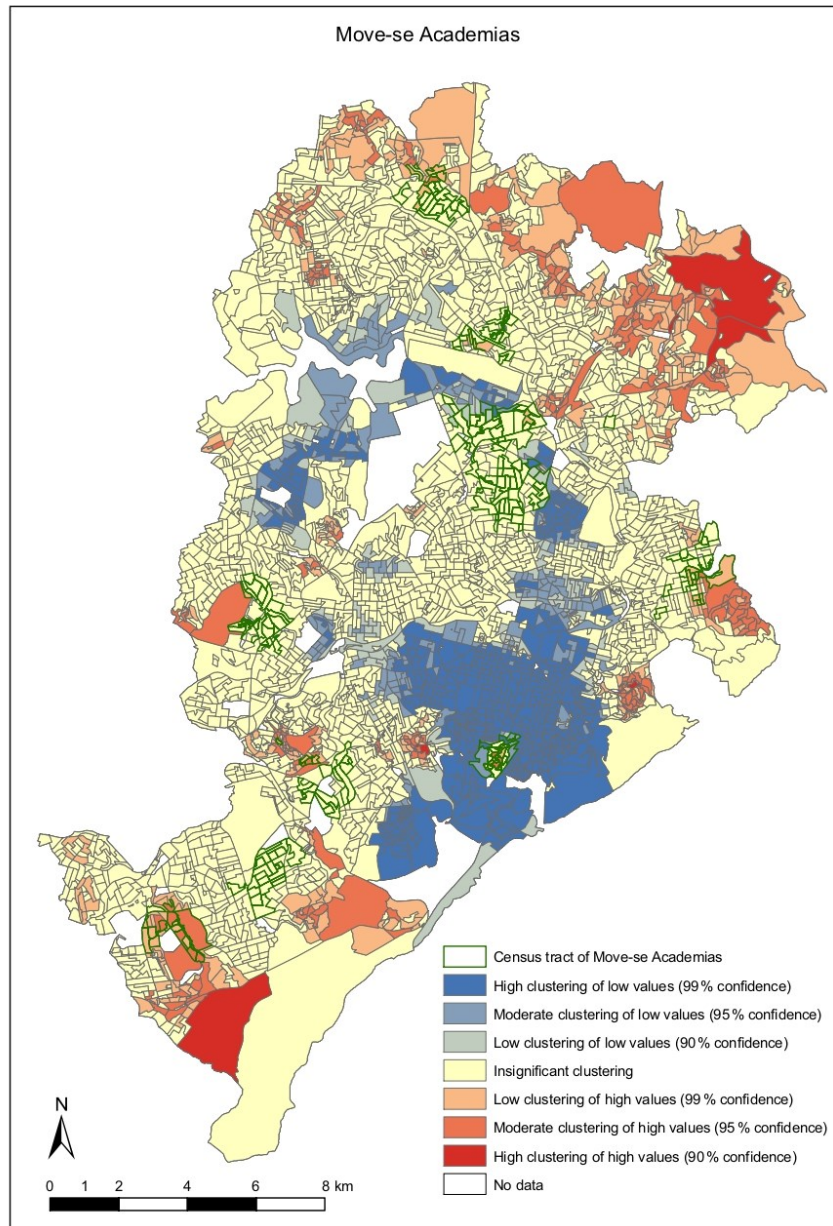 Move-se Academias
Census tract of Move-se Academias
High clustering of low values (99% confidence)
Moderate clustering of low values (95% confidence)
Low clustering of low values (90% confidence)
Insignificant clustering
Low clustering of high values (99% confidence)
Moderate clustering of high values (95% confidence)
High clustering of high values (90% confidence)
No data
N
0 1 2 4 6 8 km